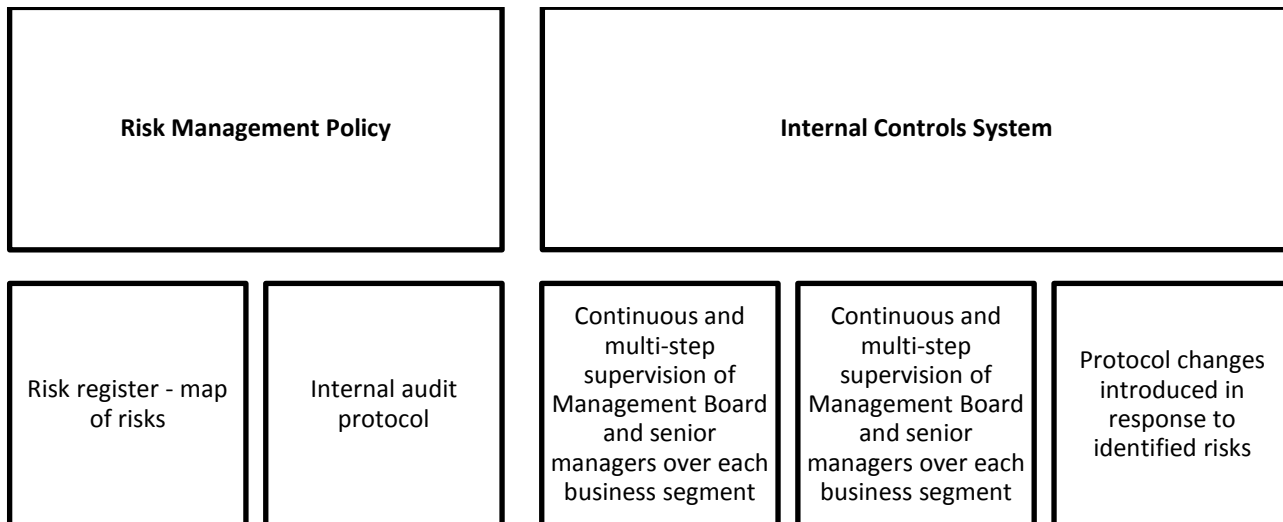 Risk Management Policy
Internal Controls System
Risk register - map
of risks
Internal audit
protocol
Continuous and
multi-step
supervision of
Management Board
and senior
managers over each
business segment
Continuous and
multi-step
supervision of
Management Board
and senior
managers over each
business segment
Protocol changes
introduced in
response to
identified risks